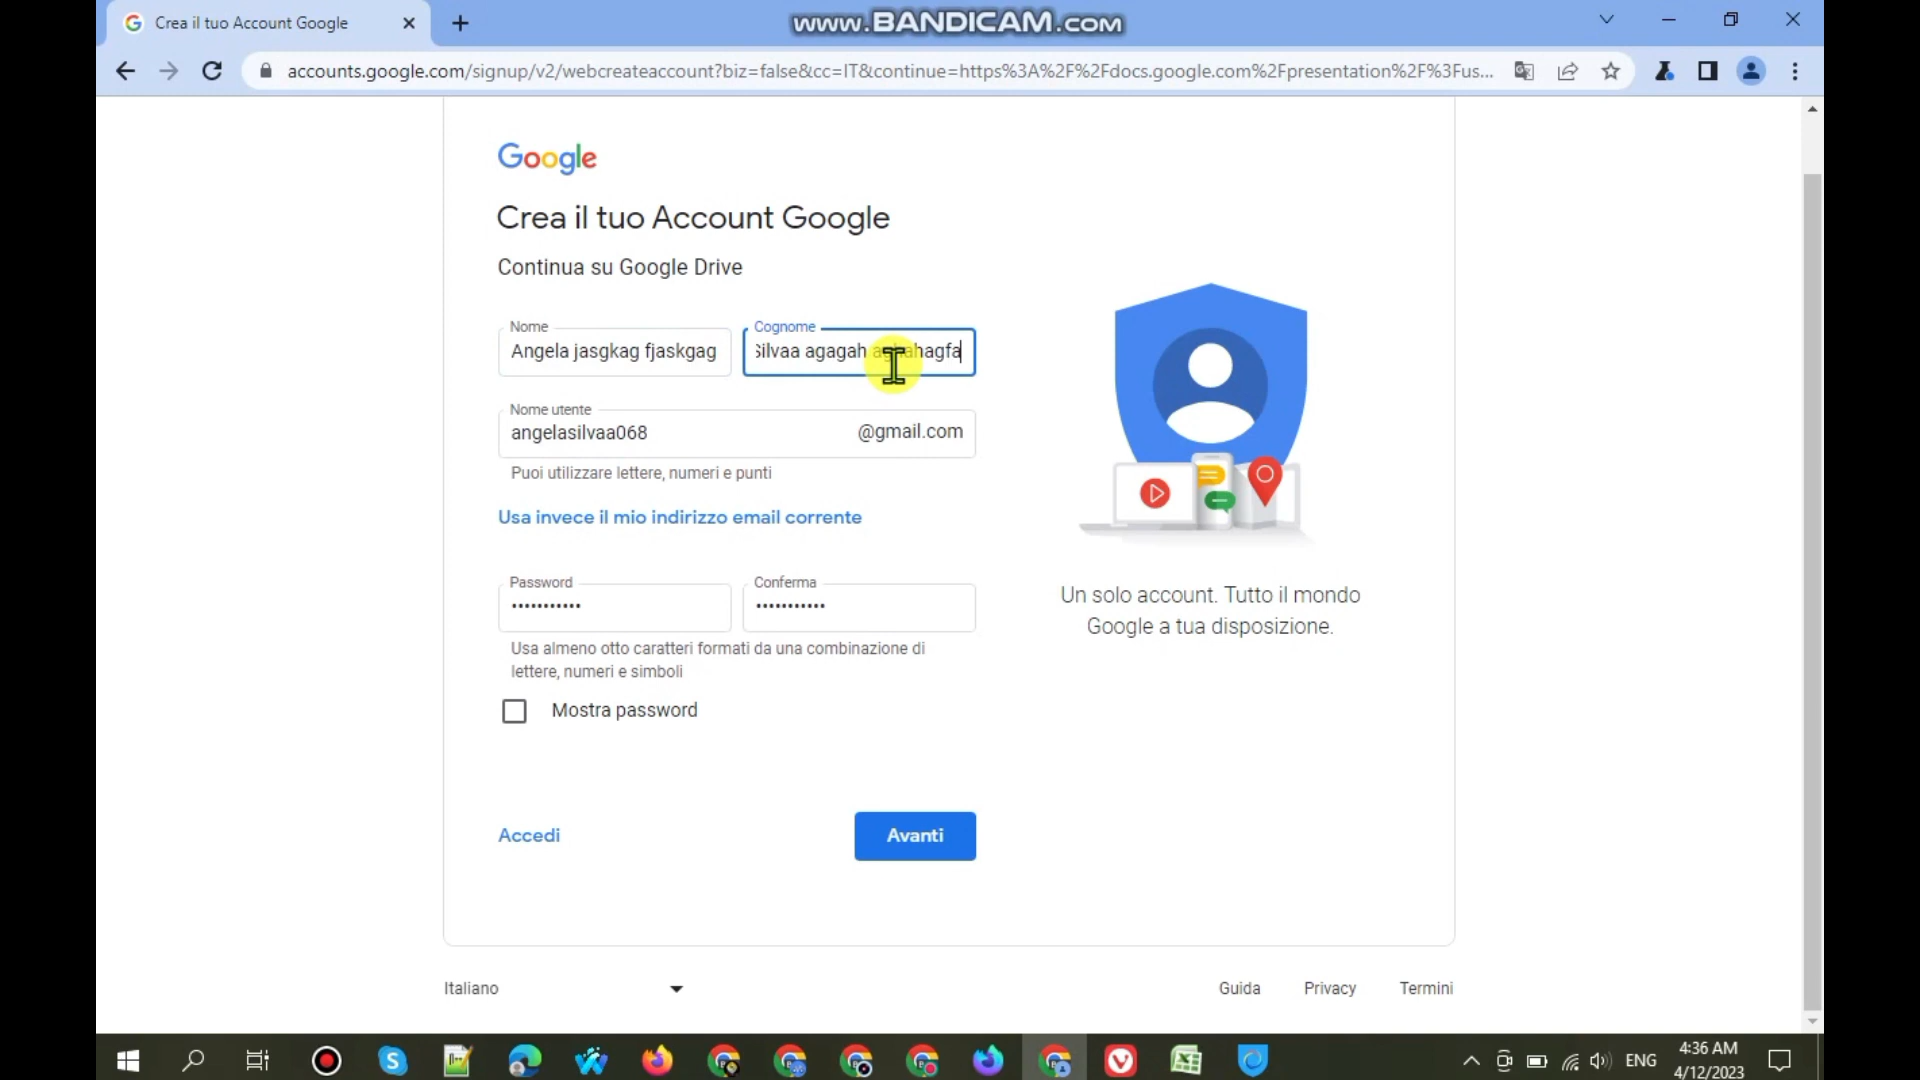 Crea il tuo Account Google
www.BANDICAM.com
accounts.google.com/signup/v2/webcreateaccount?biz=false&cc=IT&continue=https%3A%2F%2Fdocs.google.com%2Fpresentation%2F%3Fus...
Google
Crea il tuo Account Google
Continua su Google Drive
Nome
Cognome
Angela jasgkag fjaskgag
Silvaa agagah
Nome utente
angelasilvaa068
@gmail.com
Puoi utilizzare lettere, numeri e punti
Usa invece il mio indirizzo email corrente
Password
Conferma
•••••••••••
•••••••••••
Usa almeno otto caratteri formati da una combinazione di
lettere, numeri e simboli
Mostra password
Accedi
Avanti
Un solo account. Tutto il mondo
Google a tua disposizione.
Italiano
Guida
Privacy
Termini
ENG
4:36 AM
4/12/2023